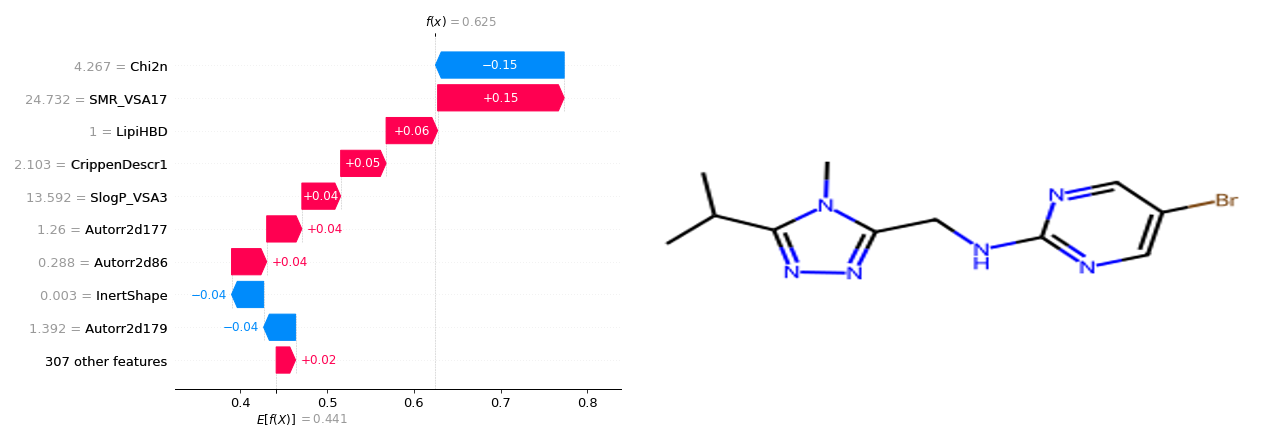 f(x) = 0.625
4.267 = Chi2n
−0.15
24.732 = SMR_VSA17
+0.15
1 = LipiHBD
+0.06
2.103 = CrippenDescr1
+0.05
13.592 = SlogP_VSA3
+0.04
1.26 = Autorr2d177
+0.04
0.288 = Autorr2d86
+0.04
0.003 = InertShape
−0.04
1.392 = Autorr2d179
−0.04
307 other features
+0.02
0.4 0.5 0.6 0.7 0.8
E[f(X)] = 0.441
N
N
N
N
H
N
N
Br